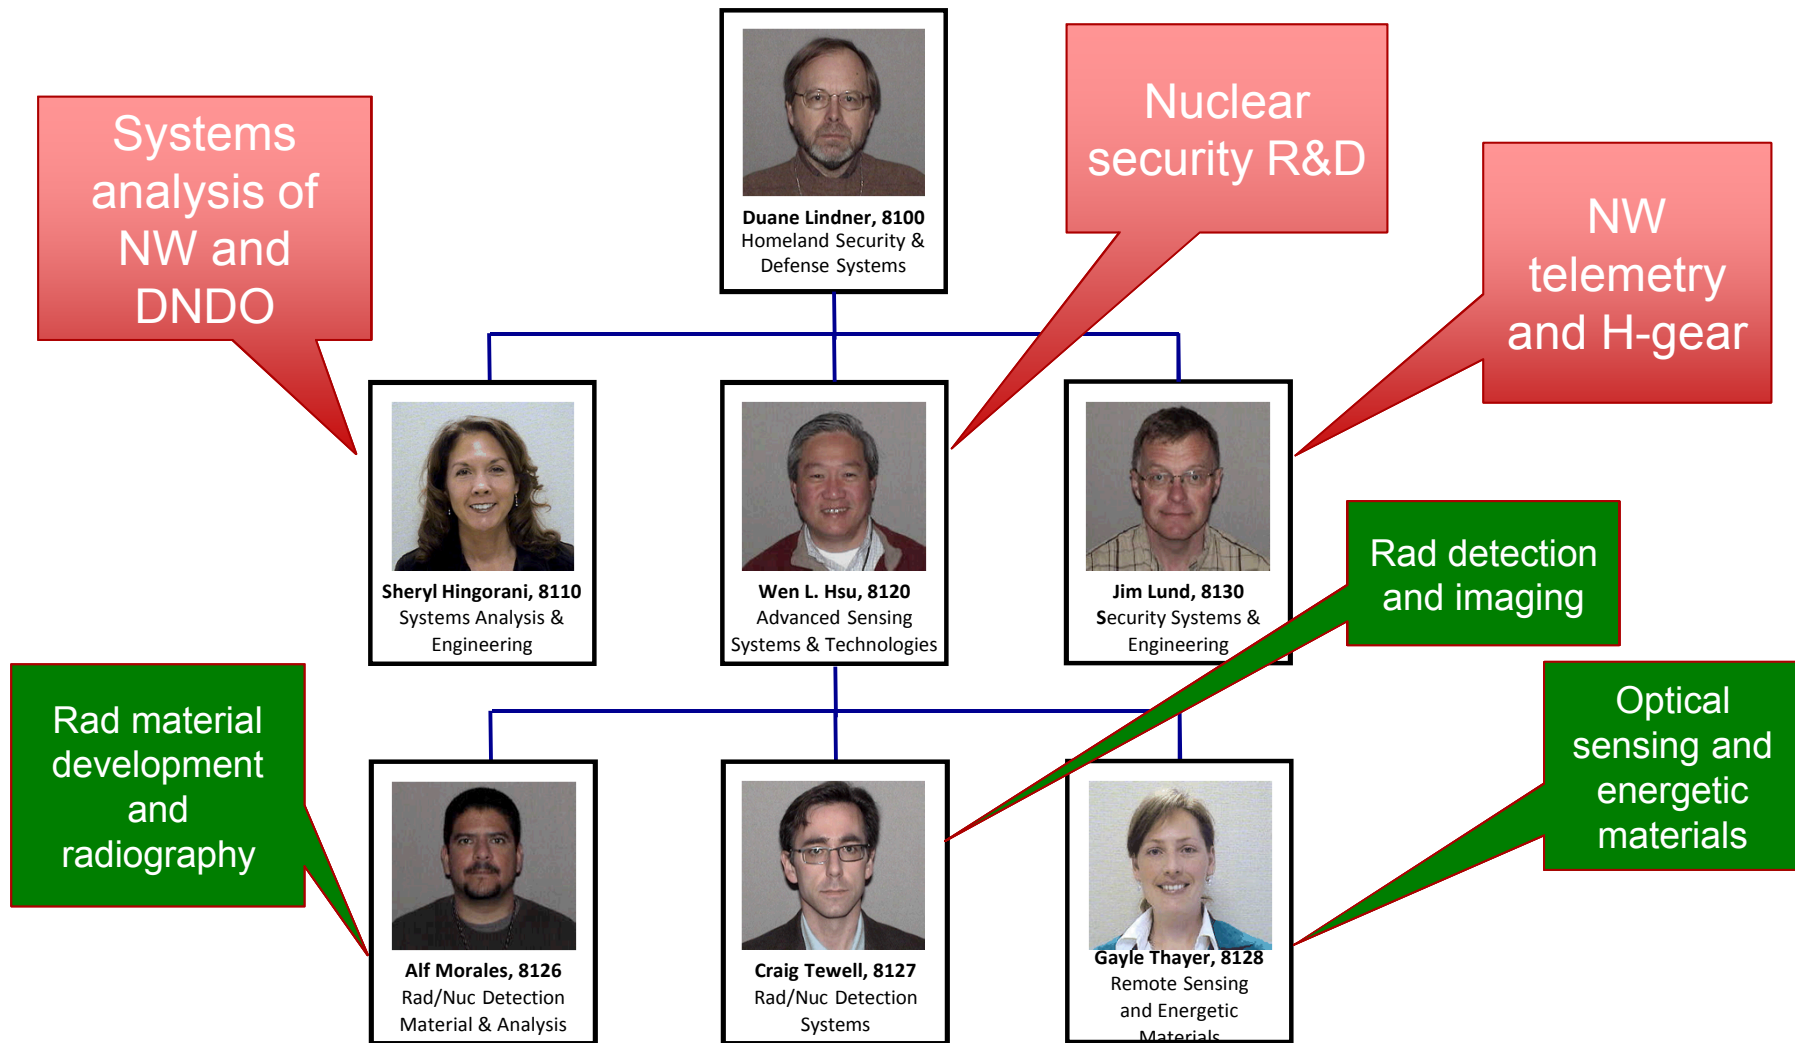 Duane Lindner, 8100
Homeland Security &
Defense Systems
Systems
analysis of
NW and
DNDO
Nuclear
security R&D
NW
telemetry
and H-gear
Sheryl Hingorani, 8110
Systems Analysis &
Engineering
Wen L. Hsu, 8120
Advanced Sensing
Systems & Technologies
Jim Lund, 8130
Security Systems &
Engineering
Rad detection
and imaging
Rad material
development
and
radiography
Optical
sensing and
energetic
materials
Alf Morales, 8126
Rad/Nuc Detection
Material & Analysis
Craig Tewell, 8127
Rad/Nuc Detection
Systems
Gayle Thayer, 8128
Remote Sensing
and Energetic
Materials